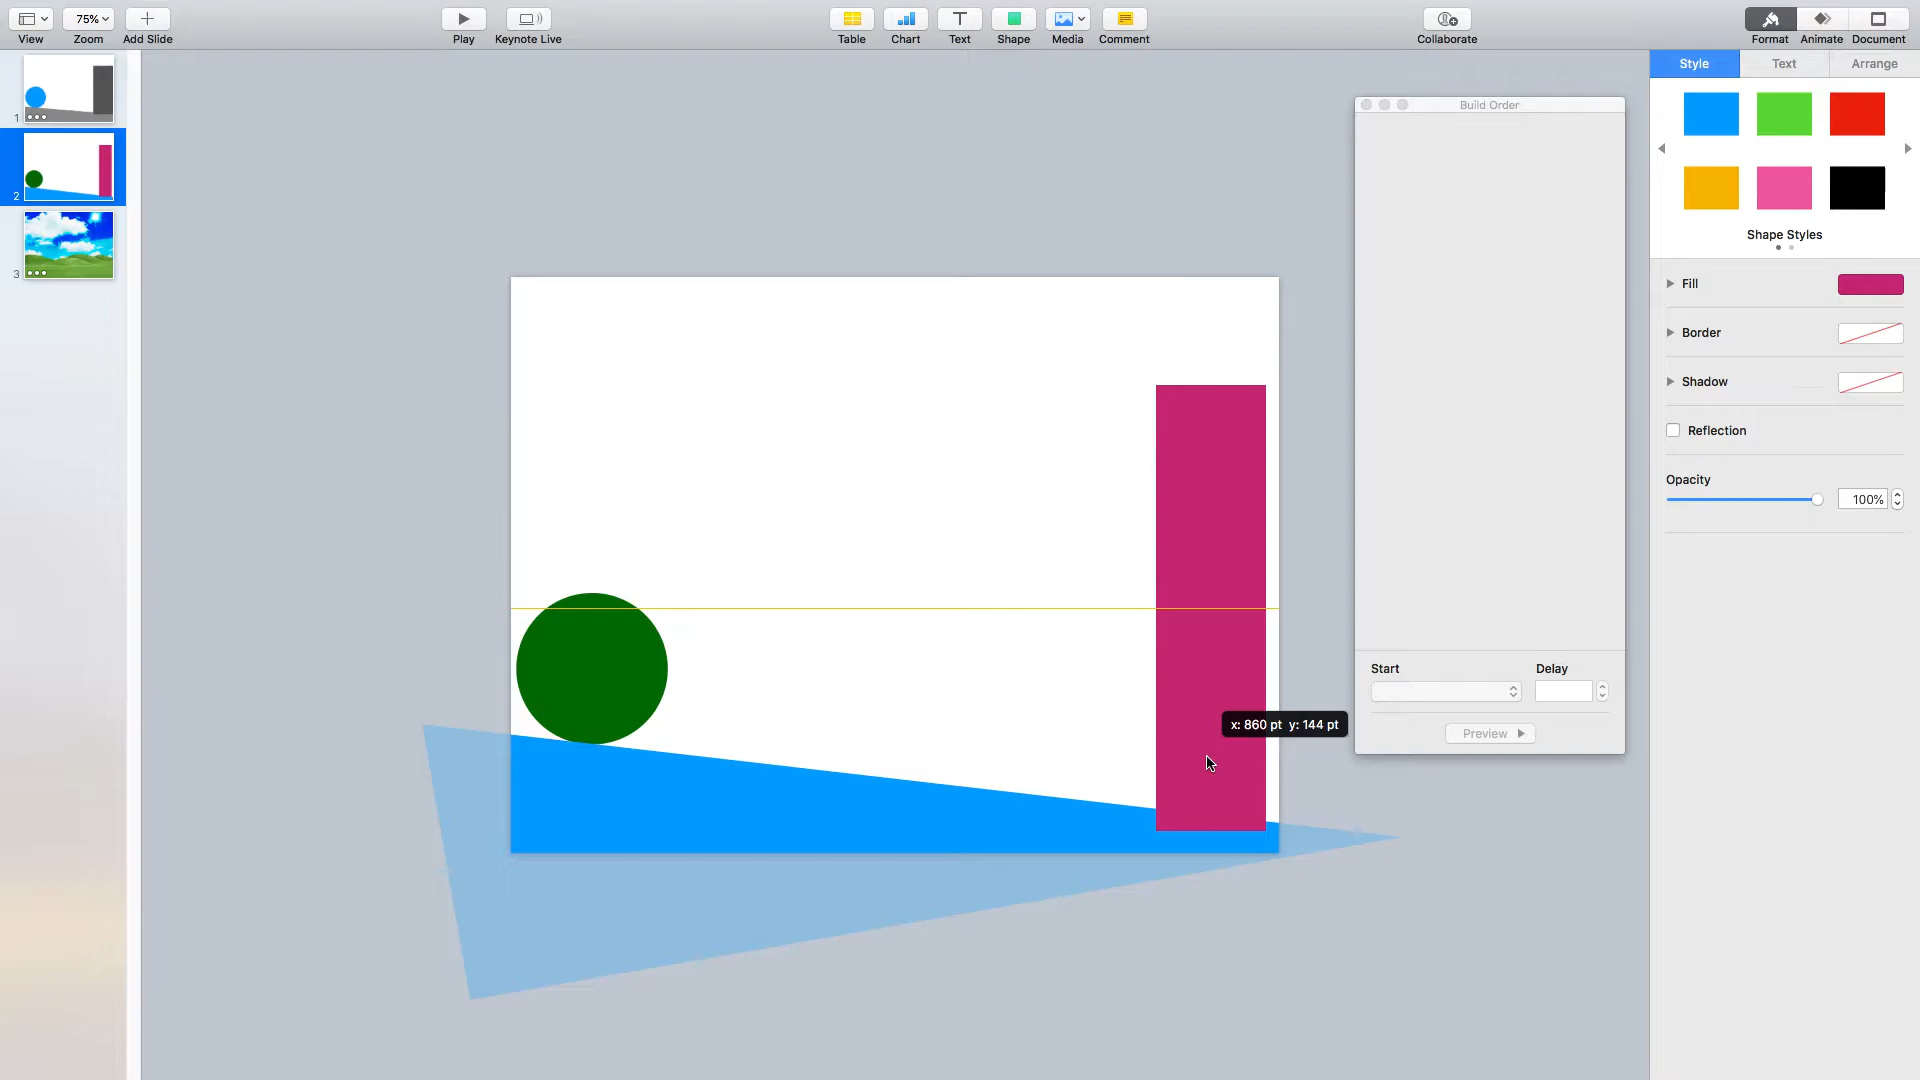 75%
View
Zoom
Add Slide
Play
Keynote Live
Table
Chart
Text
Shape
Media
Comment
Collaborate
Format
Animate
Document
1
2
3
Build Order
Start
Delay
Preview
x: 860 pt y: 144 pt
Style
Text
Arrange
Shape Styles
Fill
Border
Shadow
Reflection
Opacity
100%